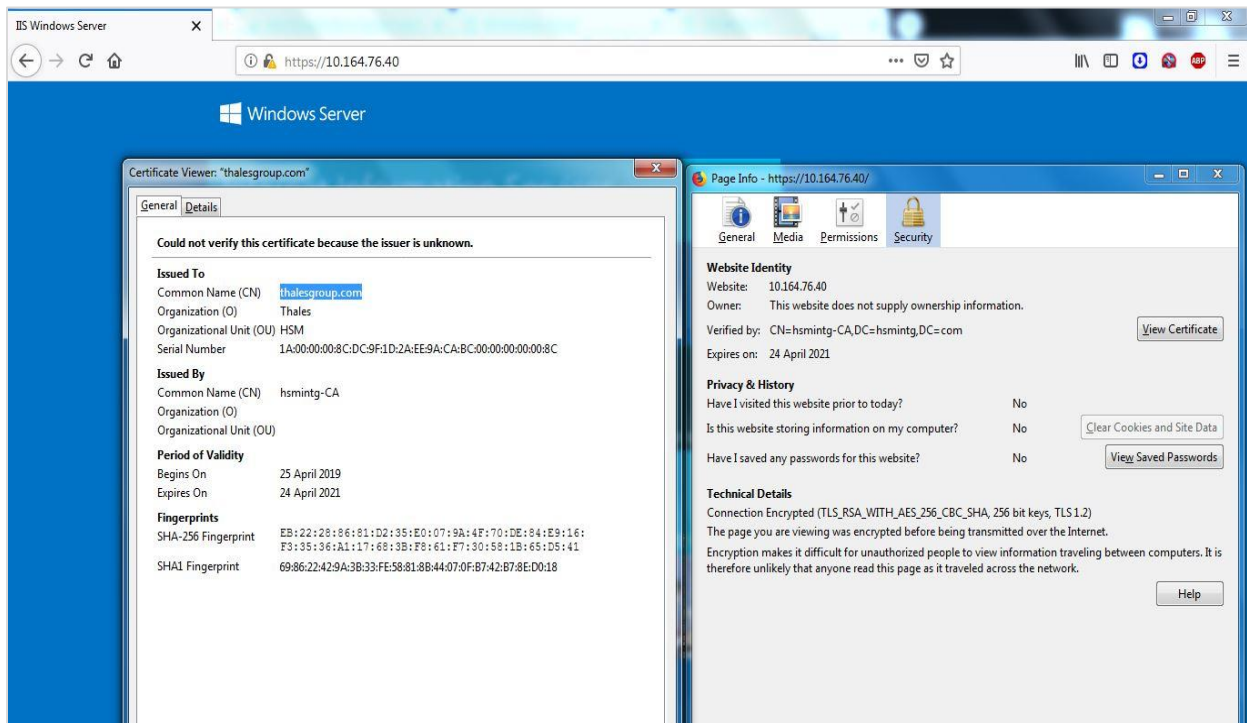 IIS Windows Server
https://10.164.76.40
ABP
Windows Server
Certificate Viewer: "thalesgroup.com"
General Details
Could not verify this certificate because the issuer is unknown.
Issued To
Common Name (CN) thalesgroup.com
Organization (O) Thales
Organizational Unit (OU) HSM
Serial Number 1A:00:00:00:8C:DC:9F:1D:2A:EE:9A:CA:BC:00:00:00:00:00:8C
Issued By
Common Name (CN) hsmintg-CA
Organization (O)
Organizational Unit (OU)
Period of Validity
Begins On 25 April 2019
Expires On 24 April 2021
Fingerprints
SHA-256 Fingerprint EB:22:28:86:81:D2:35:E0:07:9A:4F:70:DE:84:E9:16:
F3:35:36:A1:17:68:3B:F8:61:F7:30:58:1B:65:D5:41
SHA1 Fingerprint 69:86:22:42:9A:3B:33:FE:58:81:8B:44:07:0F:B7:42:B7:8E:D0:18
Page Info - https://10.164.76.40/
General Media Permissions Security
Website Identity
Website: 10.164.76.40
Owner: This website does not supply ownership information.
Verified by: CN=hsmintg-CA,DC=hsmintg,DC=com
View Certificate
Expires on: 24 April 2021
Privacy & History
Have I visited this website prior to today? No
Is this website storing information on my computer? No
Clear Cookies and Site Data
Have I saved any passwords for this website? No
View Saved Passwords
Technical Details
Connection Encrypted (TLS_RSA_WITH_AES_256_CBC_SHA, 256 bit keys, TLS 1.2)
The page you are viewing was encrypted before being transmitted over the Internet.
Encryption makes it difficult for unauthorized people to view information traveling between computers. It is
therefore unlikely that anyone read this page as it traveled across the network.
Help